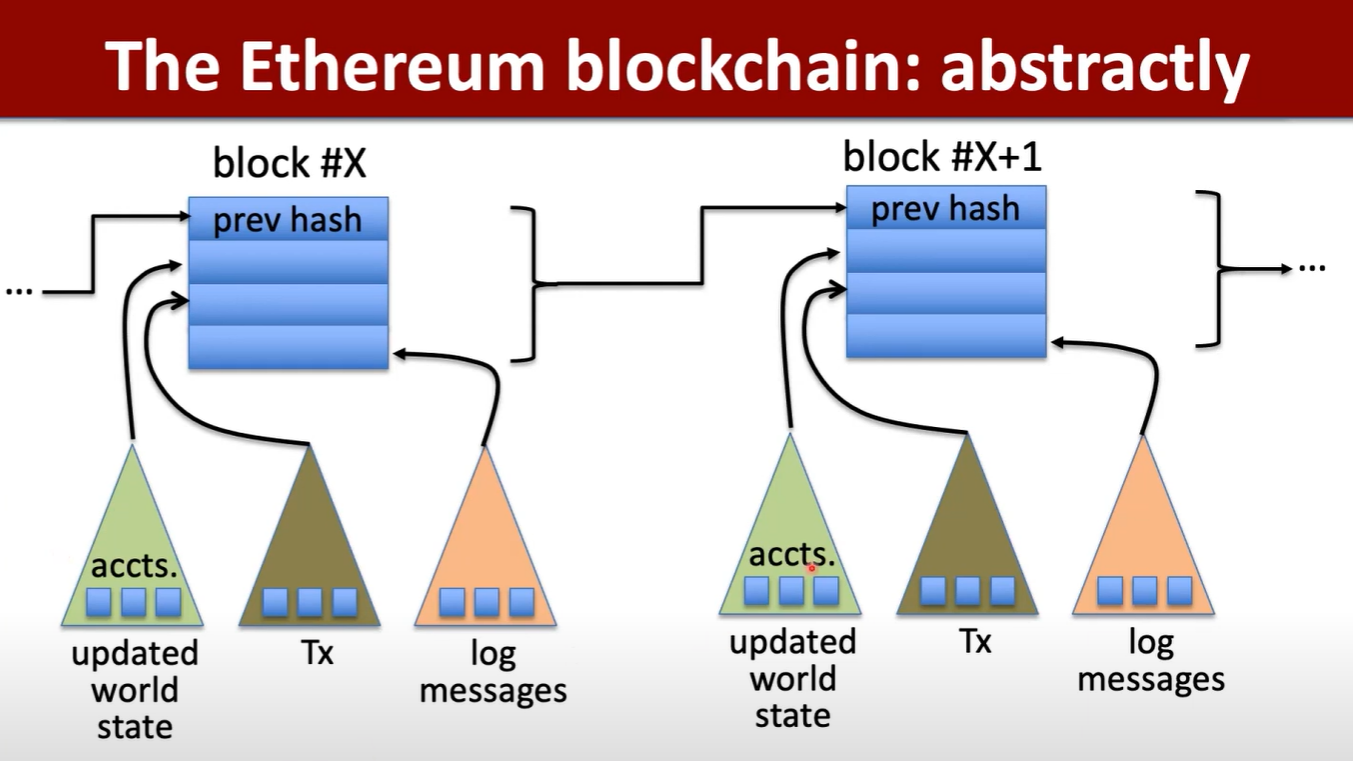 The Ethereum blockchain: abstractly
block #X
block #X+1
prev hash
prev hash
...
...
accts.
accts.
updated
world
state
Tx
log
messages
updated
world
state
Tx
log
messages